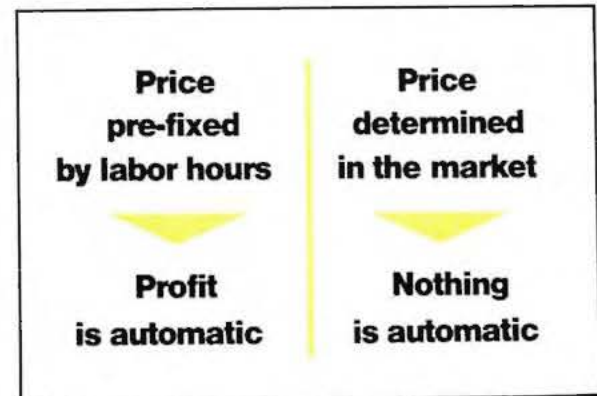 Price
pre-fixed
by labor hours
Profit
is automatic
Price
determined
in the market
Nothing
is automatic